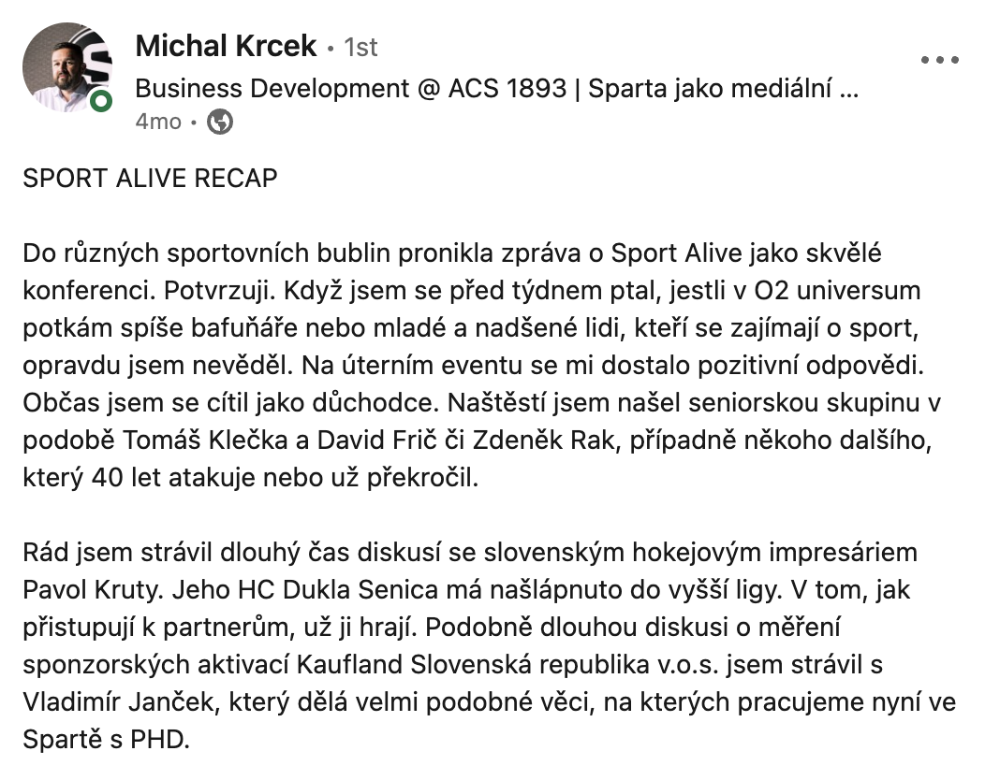 Michal Krcek • 1st
Business Development @ ACS 1893 | Sparta jako mediální ...
4mo •
SPORT ALIVE RECAP
Do různých sportovních bublin pronikla zpráva o Sport Alive jako skvělé
konferenci. Potvrzuji. Když jsem se před týdnem ptal, jestli v O2 universum
potkám spíše bafuňáře nebo mladé a nadšené lidi, kteří se zajímají o sport,
opravdu jsem nevěděl. Na úterním eventu se mi dostalo pozitivní odpovědi.
Občas jsem se cítil jako důchodce. Naštěstí jsem našel seniorskou skupinu v
podobě Tomáš Klečka a David Frič či Zdeněk Rak, případně někoho dalšího,
který 40 let atakuje nebo už překročil.
Rád jsem strávil dlouhý čas diskusí se slovenským hokejovým impresáriem
Pavol Kruty. Jeho HC Dukla Senica má našlápnuto do vyšší ligy. V tom, jak
přistupují k partnerům, už ji hrají. Podobně dlouhou diskusi o měření
sponzorských aktivací Kaufland Slovenská republika v.o.s. jsem strávil s
Vladimír Janček, který dělá velmi podobné věci, na kterých pracujeme nyní ve
Spartě s PHD.